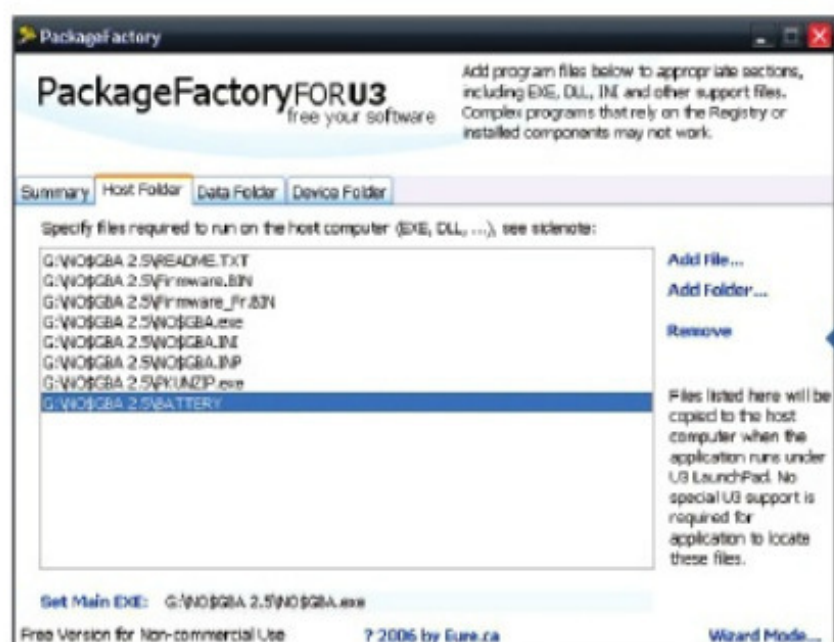 PackageFactory
PackageFactoryFORU3
free your software
Add program files below to appropriate sections,
including EXE, DLL, INI and other support files.
Complex programs that rely on the Registry or
installed components may not work.
Summary Host Folder Data Folder Device Folder
Specify files required to run on the host computer (EXE, DLL, ...), see sidenote:
G:\NO$GBA 2.5\README.TXT
G:\NO$GBA 2.5\Firmware.BIN
G:\NO$GBA 2.5\Firmware_Fr.BIN
G:\NO$GBA 2.5\NO$GBA.exe
G:\NO$GBA 2.5\NO$GBA.INI
G:\NO$GBA 2.5\NO$GBA.INP
G:\NO$GBA 2.5\PKUNZIP.exe
G:\NO$GBA 2.5\BATTERY
Add File...
Add Folder...
Remove
Files listed here will be
copied to the host
computer when the
application runs under
U3 LaunchPad. No
special U3 support is
required for
application to locate
these files.
Set Main EXE: G:\NO$GBA 2.5\NO$GBA.exe
Free Version for Non-commercial Use ? 2006 by Eure.ca Wizard Mode...